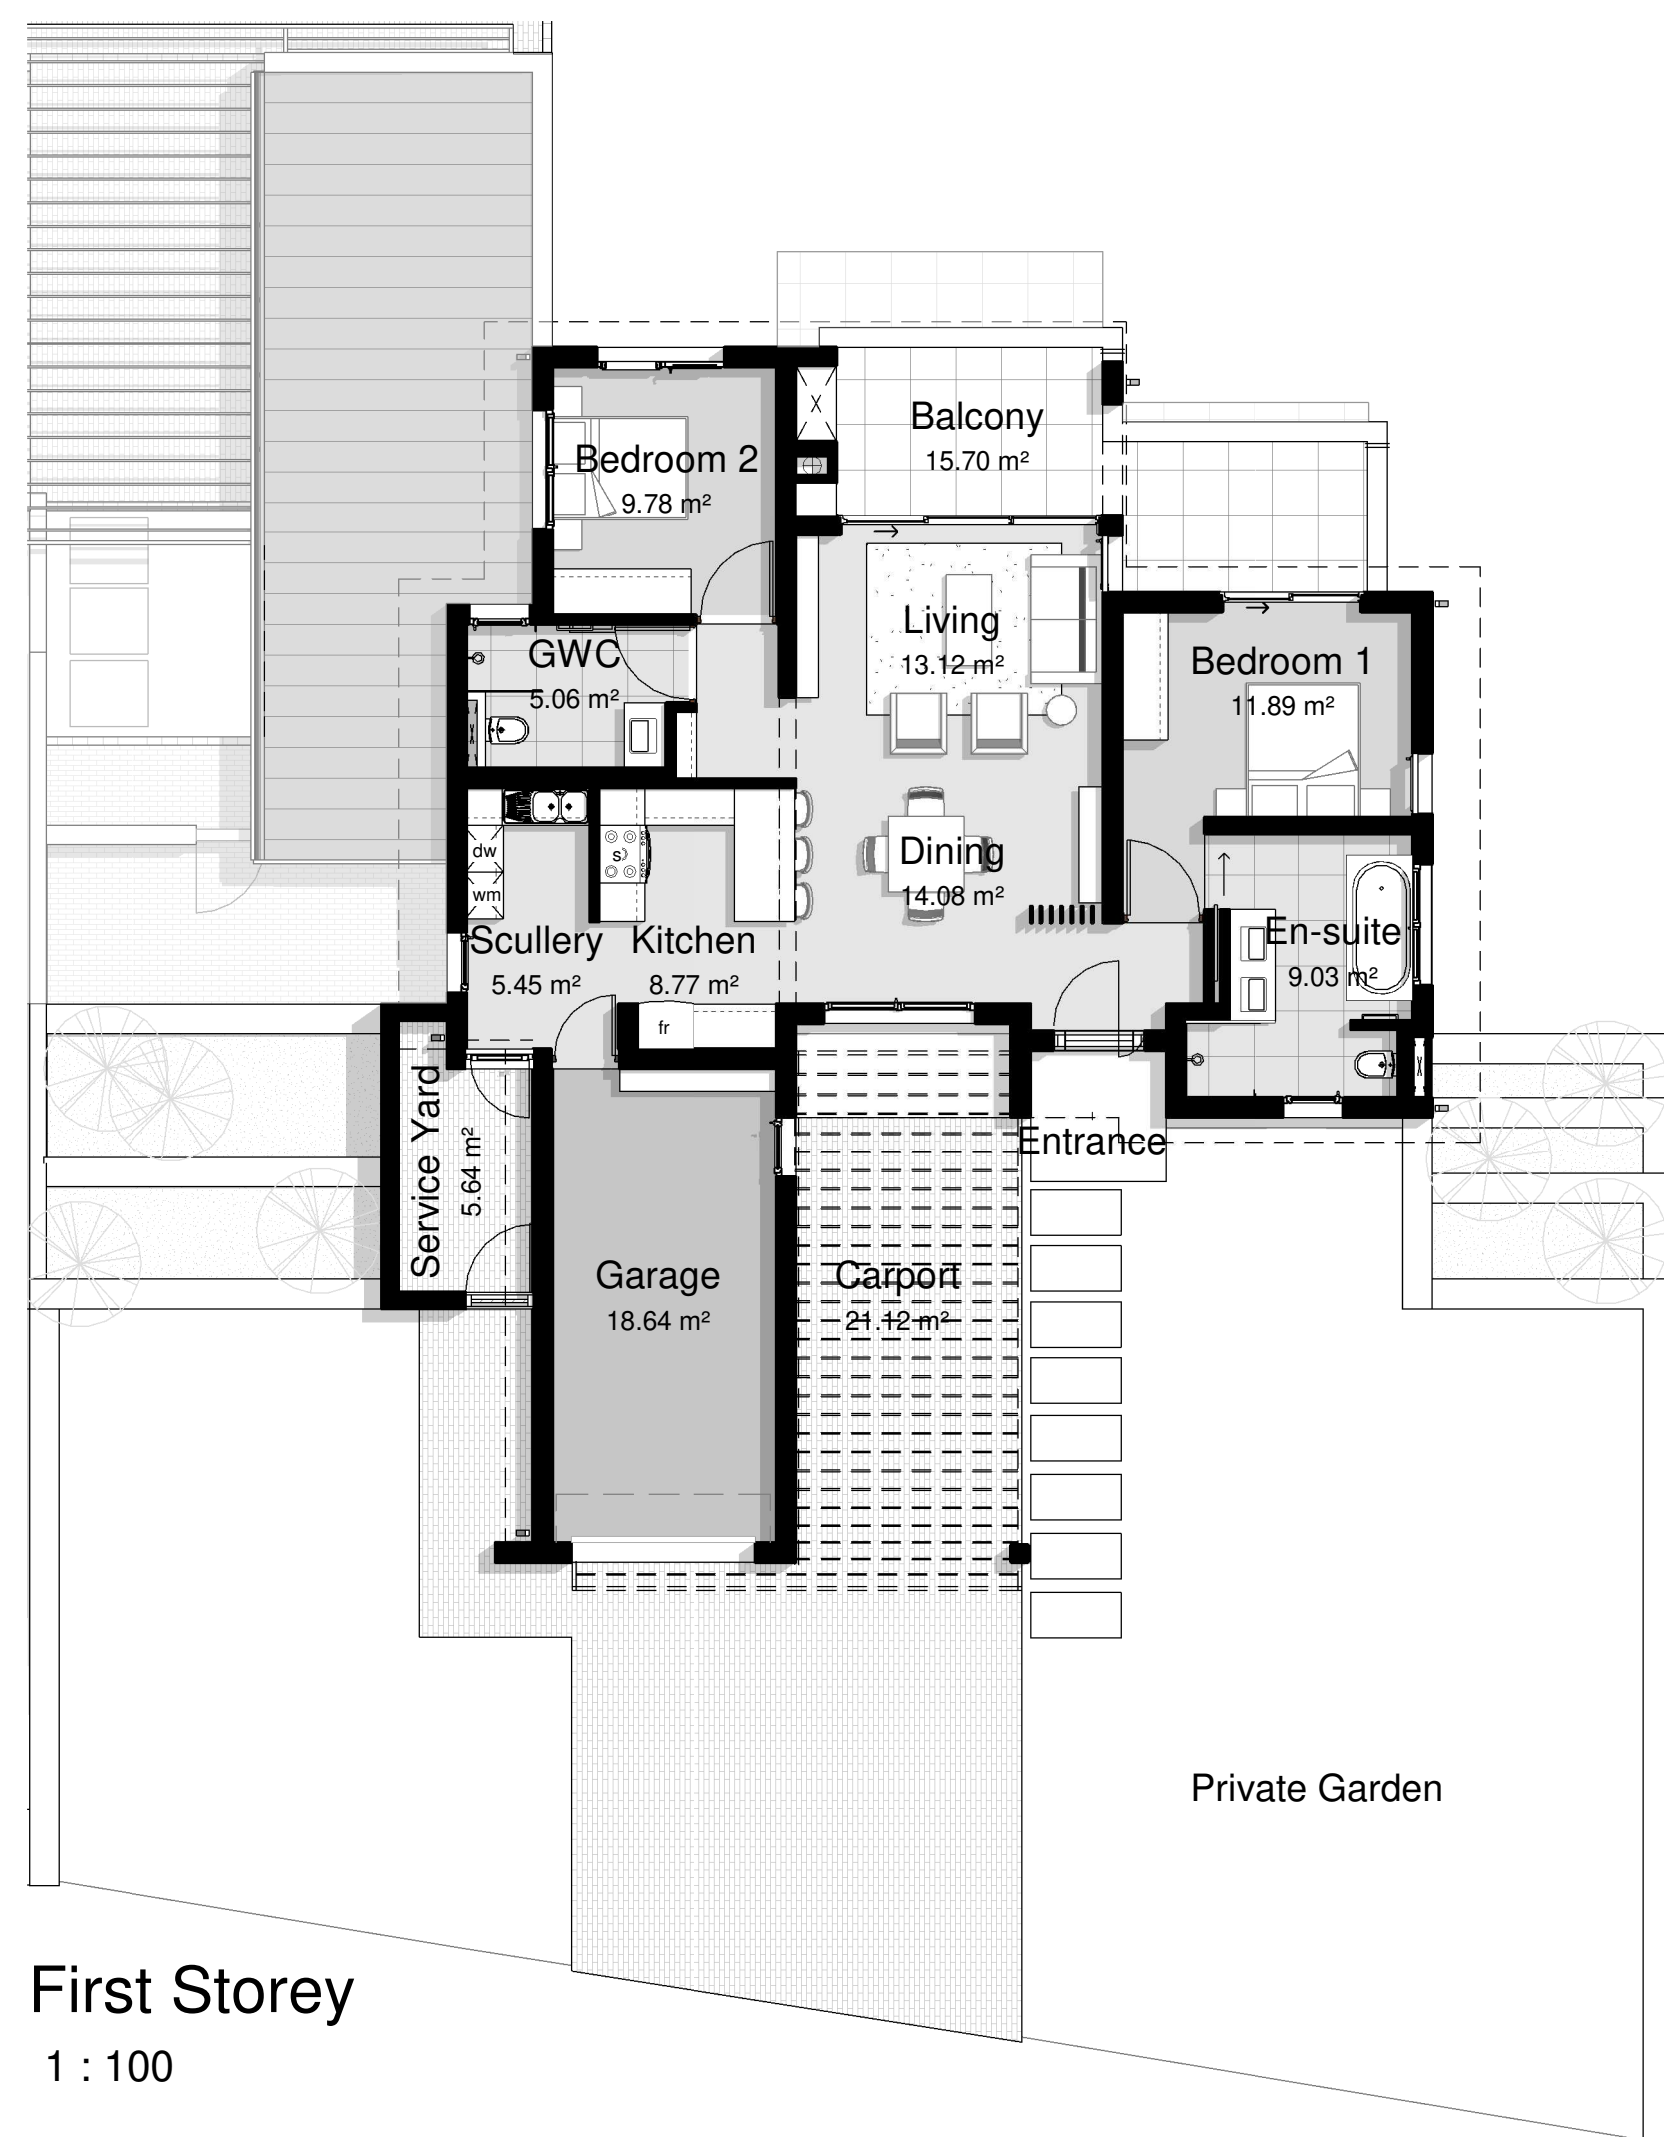 Balcony
15.70 m²
Bedroom 2
9.78 m²
Living
13.12 m²
GWC
5.06 m²
Bedroom 1
11.89 m²
dw
s
wm
Dining
14.08 m²
Scullery
5.45 m²
Kitchen
8.77 m²
En-suite
9.03 m²
fr
Service Yard
5.64 m²
Entrance
Garage
18.64 m²
Carport
21.12 m²
Private Garden
First Storey
1 : 100